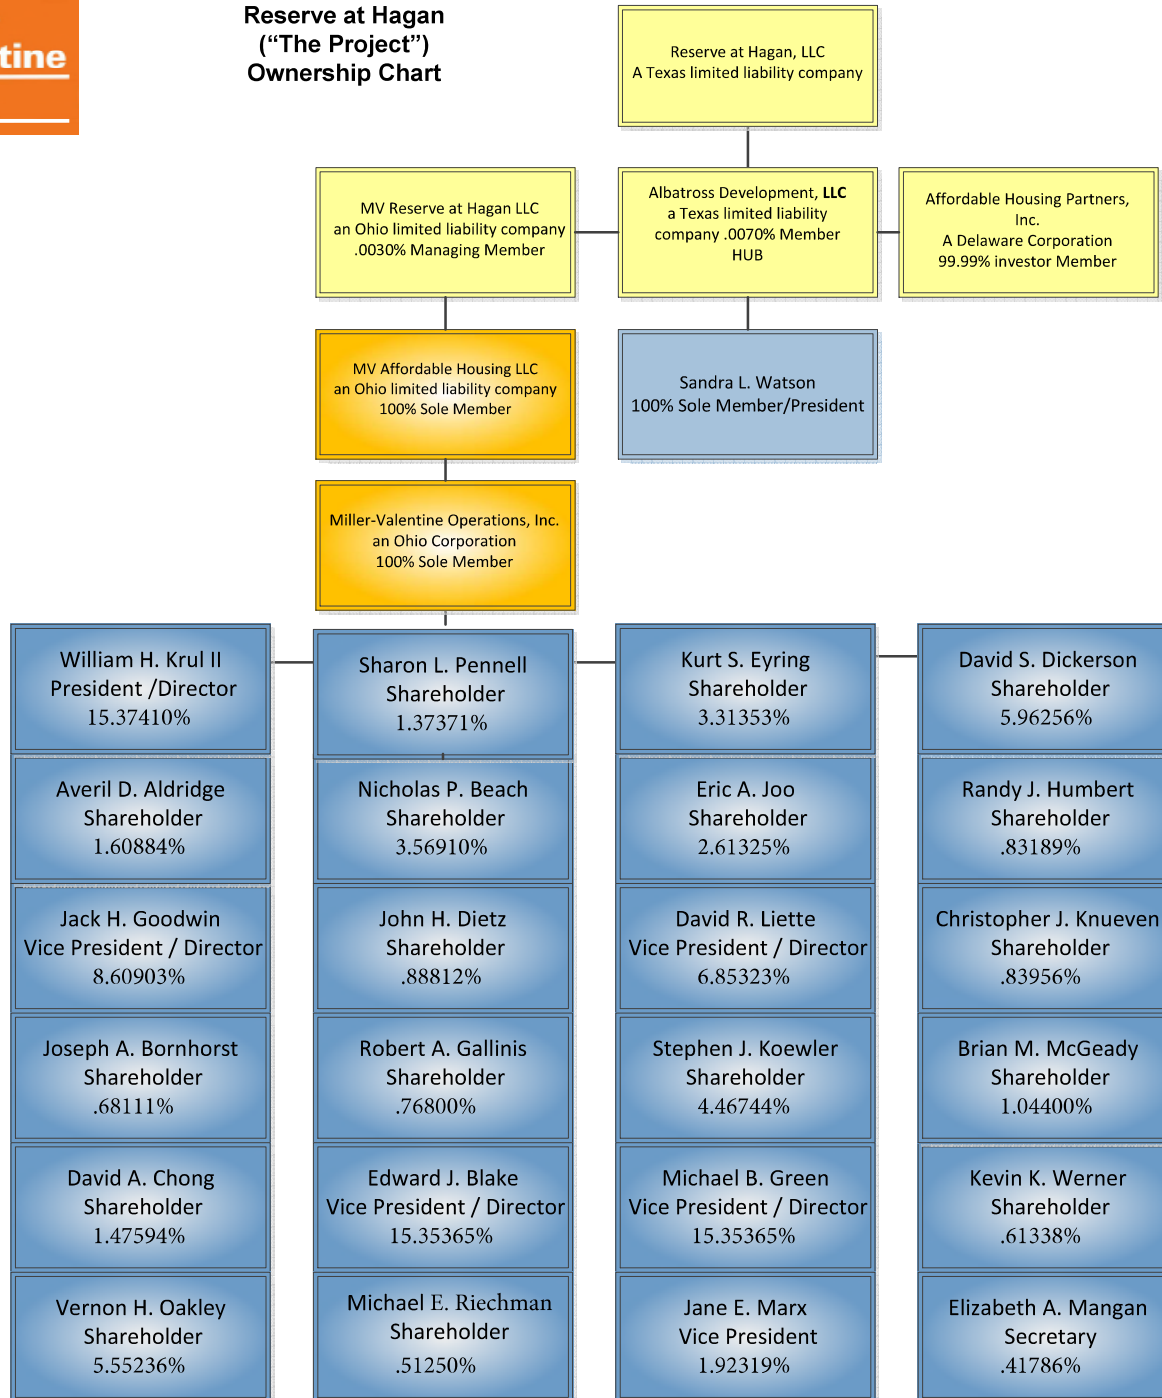 tine
Reserve at Hagan
(“The Project”)
Ownership Chart
Reserve at Hagan, LLC
A Texas limited liability company
MV Reserve at Hagan LLC
an Ohio limited liability company
.0030% Managing Member
Albatross Development, LLC
a Texas limited liability
company .0070% Member
HUB
Affordable Housing Partners,
Inc.
A Delaware Corporation
99.99% investor Member
MV Affordable Housing LLC
an Ohio limited liability company
100% Sole Member
Sandra L. Watson
100% Sole Member/President
Miller-Valentine Operations, Inc.
an Ohio Corporation
100% Sole Member
William H. Krul II
President /Director
15.37410%
Sharon L. Pennell
Shareholder
1.37371%
Kurt S. Eyring
Shareholder
3.31353%
David S. Dickerson
Shareholder
5.96256%
Averil D. Aldridge
Shareholder
1.60884%
Nicholas P. Beach
Shareholder
3.56910%
Eric A. Joo
Shareholder
2.61325%
Randy J. Humbert
Shareholder
.83189%
Jack H. Goodwin
Vice President / Director
8.60903%
John H. Dietz
Shareholder
.88812%
David R. Liette
Vice President / Director
6.85323%
Christopher J. Knueven
Shareholder
.83956%
Joseph A. Bornhorst
Shareholder
.68111%
Robert A. Gallinis
Shareholder
.76800%
Stephen J. Koewler
Shareholder
4.46744%
Brian M. McGeady
Shareholder
1.04400%
David A. Chong
Shareholder
1.47594%
Edward J. Blake
Vice President / Director
15.35365%
Michael B. Green
Vice President / Director
15.35365%
Kevin K. Werner
Shareholder
.61338%
Vernon H. Oakley
Shareholder
5.55236%
Michael E. Riechman
Shareholder
.51250%
Jane E. Marx
Vice President
1.92319%
Elizabeth A. Mangan
Secretary
.41786%